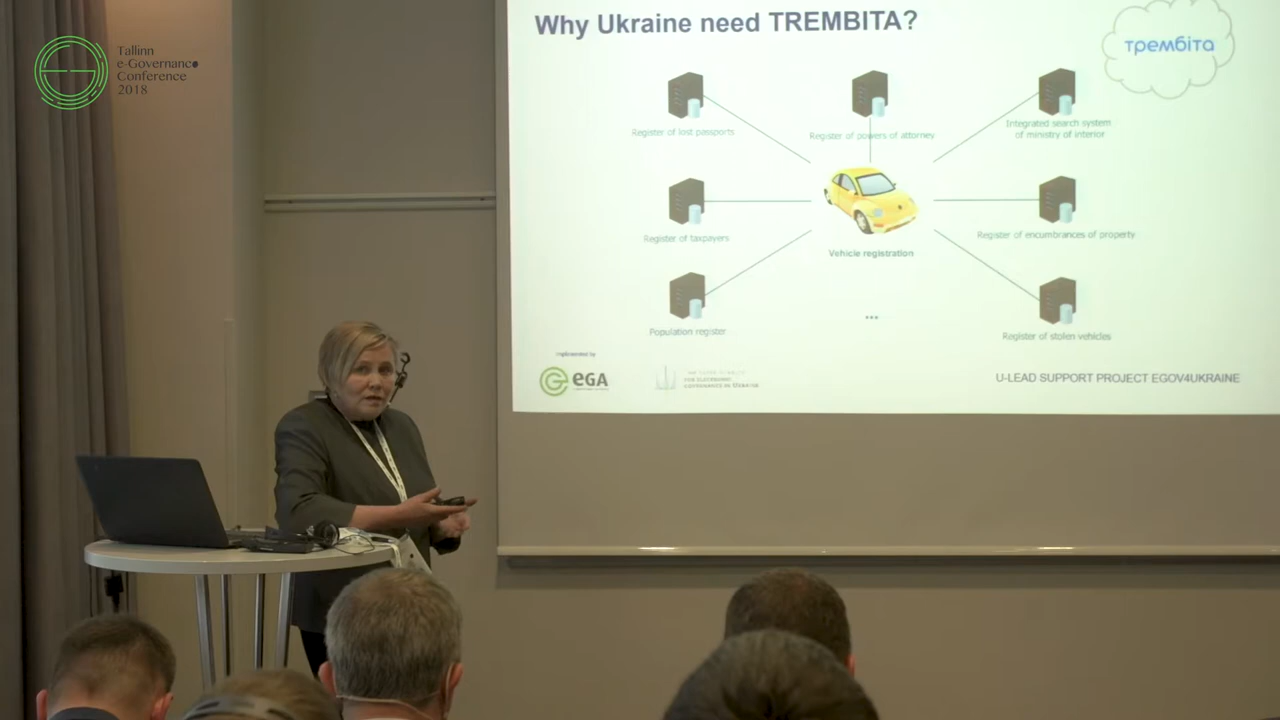 Tallinn
e-Governance
Conference
2018
Why Ukraine need TREMBITA?
трембіта
Register of lost passports
Register of powers of attorney
Integrated search system
of ministry of interior
Register of taxpayers
Register of encumbrances of property
Vehicle registration
Population register
...
Register of stolen vehicles
implemented by
eGA
U-LEAD SUPPORT PROJECT EGOV4UKRAINE